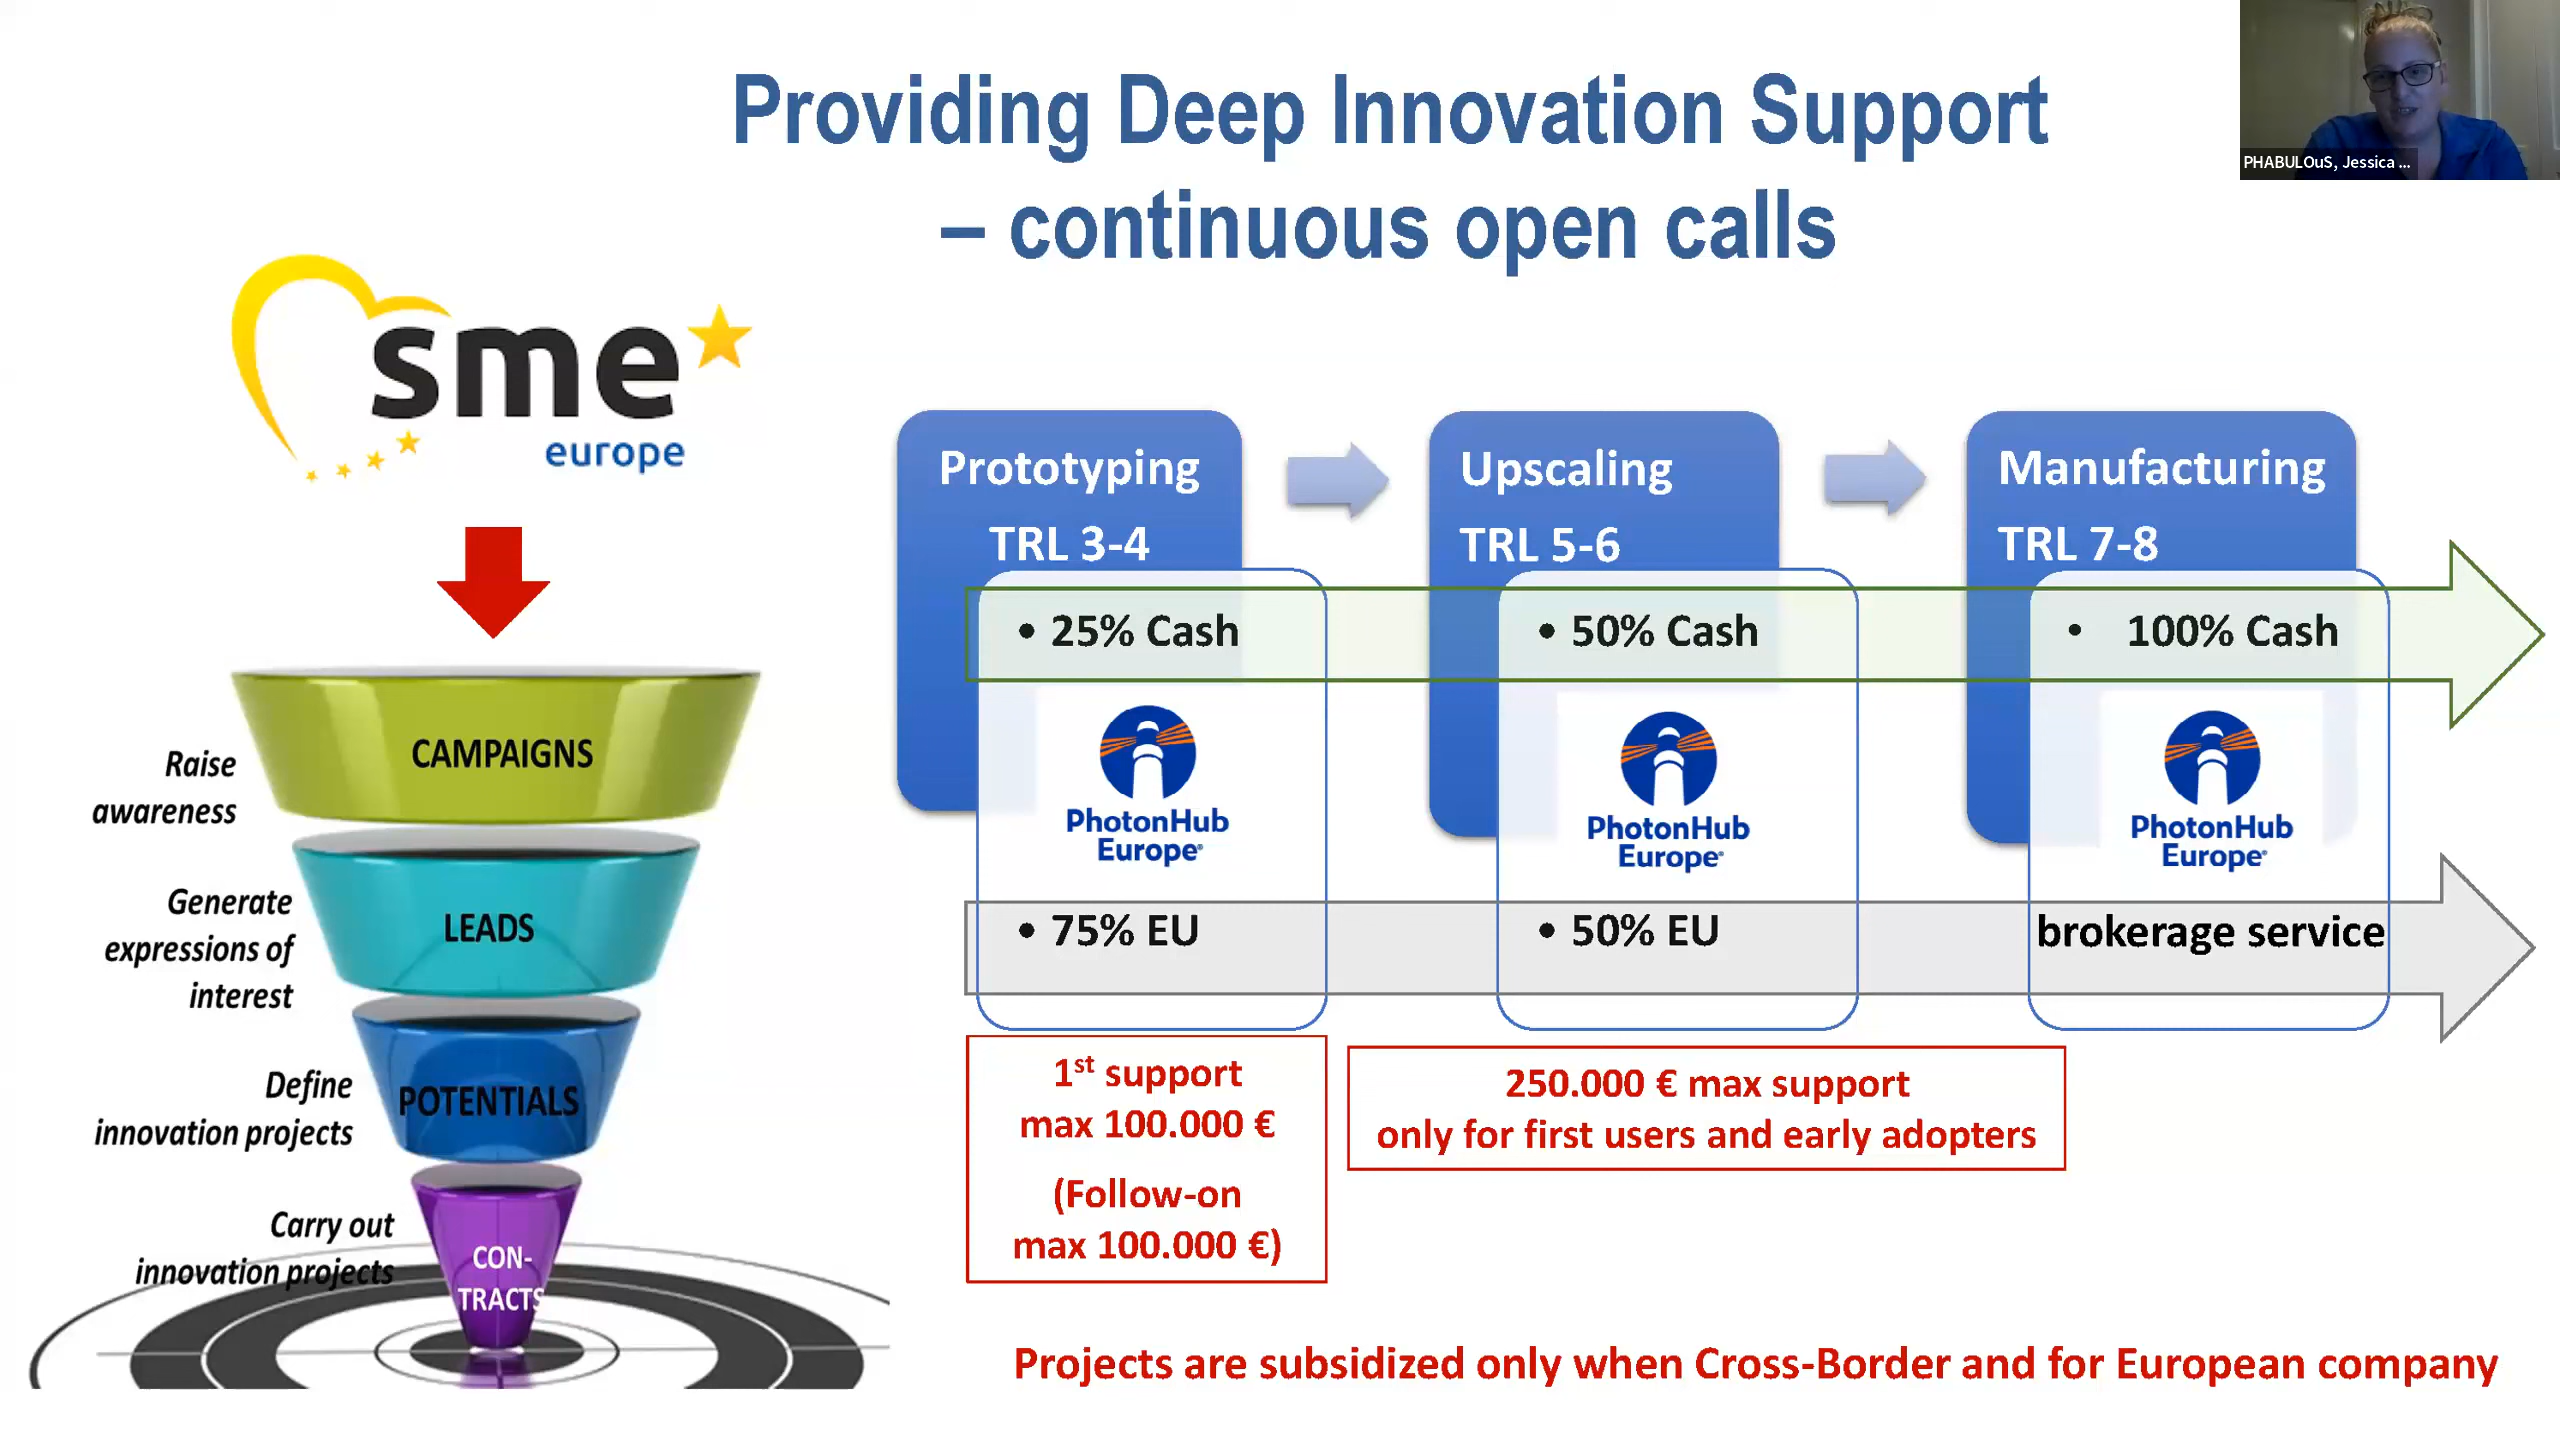 Providing Deep Innovation Support
– continuous open calls
PHABULOuS, Jessica ...
sme
europe
Prototyping
TRL 3-4
Upscaling
TRL 5-6
Manufacturing
TRL 7-8
• 25% Cash
• 50% Cash
• 100% Cash
PhotonHub
Europe
PhotonHub
Europe
PhotonHub
Europe
• 75% EU
• 50% EU
brokerage service
1st support
max 100.000 €
(Follow-on
max 100.000 €)
250.000 € max support
only for first users and early adopters
Raise
awareness
CAMPAIGNS
Generate
expressions of
interest
LEADS
Define
innovation projects
POTENTIALS
Carry out
innovation projects
CON-
TRACTS
Projects are subsidized only when Cross-Border and for European company